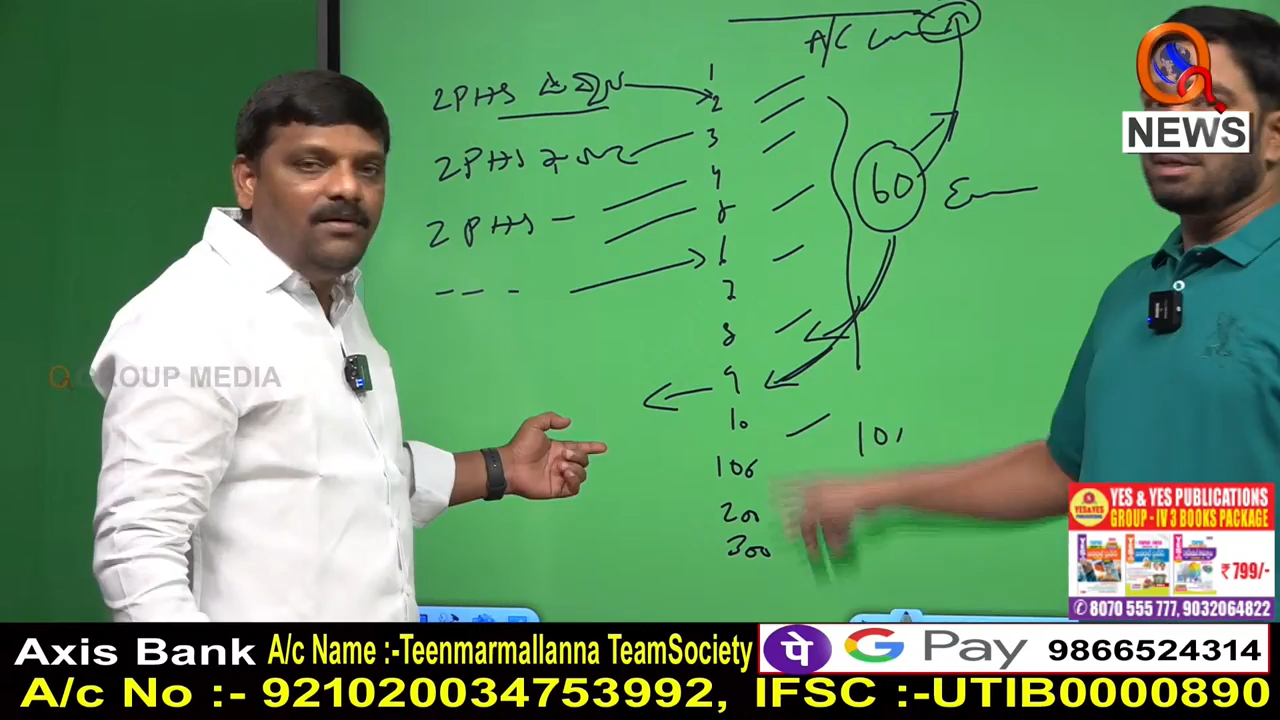 A/C
2PHS
1
2
2PHS
3
4
2PHS -
5
6
- - -
7
8
9
10
100
200
300
60
10,
Q
NEWS
Q GROUP MEDIA
YES & YES PUBLICATIONS
GROUP - IV 3 BOOKS PACKAGE
₹799/-
8070 555 777, 9032064822
Axis Bank A/c Name :-Teenmarmallanna TeamSociety
पे G Pay 9866524314
A/c No :- 921020034753992, IFSC :-UTIB0000890